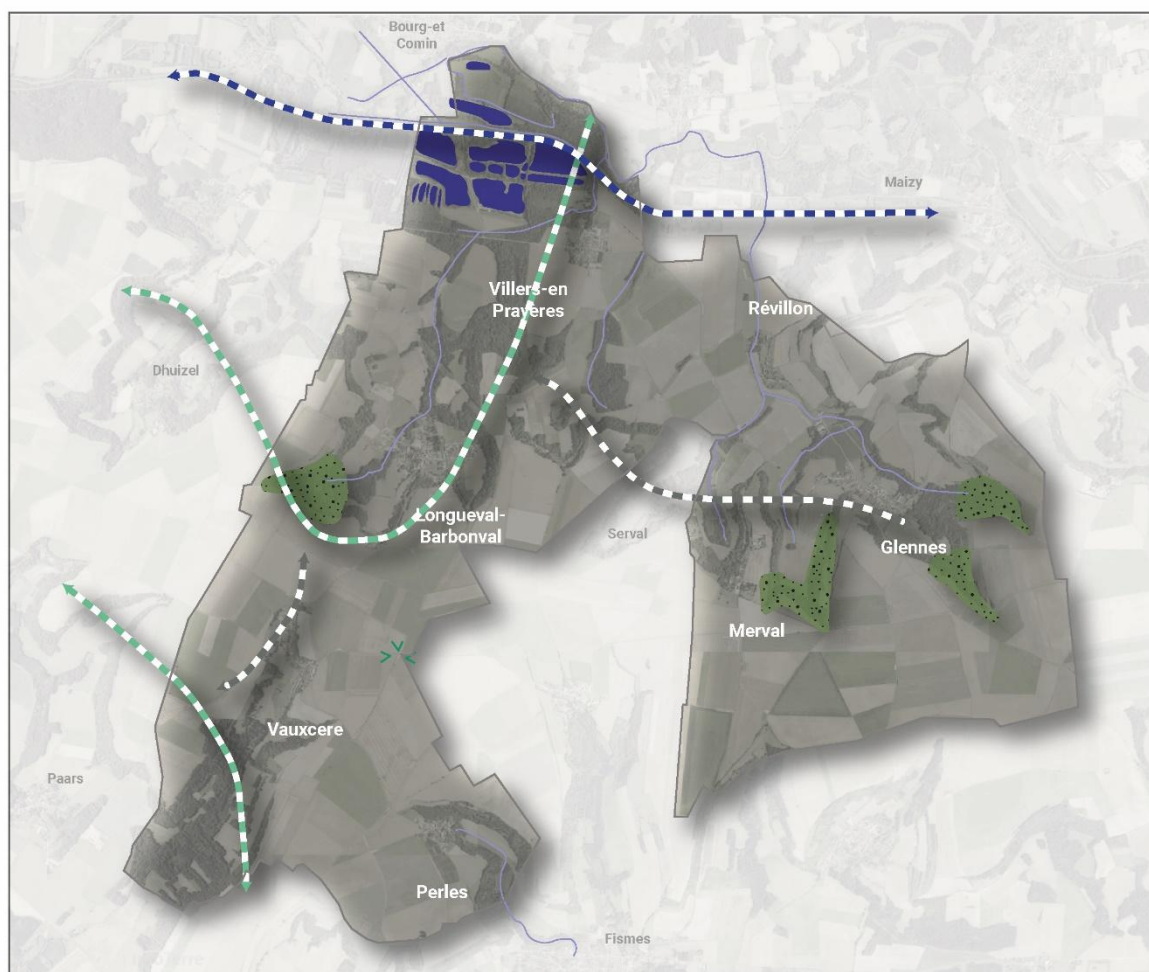 Bourg-et
Comin
Maizy
Villers-en
Prayères
Révillon
Dhuizel
Longueval-
Barbonval
Serval
Glennes
Merval
Vauxcere
Paars
Perles
Fismes